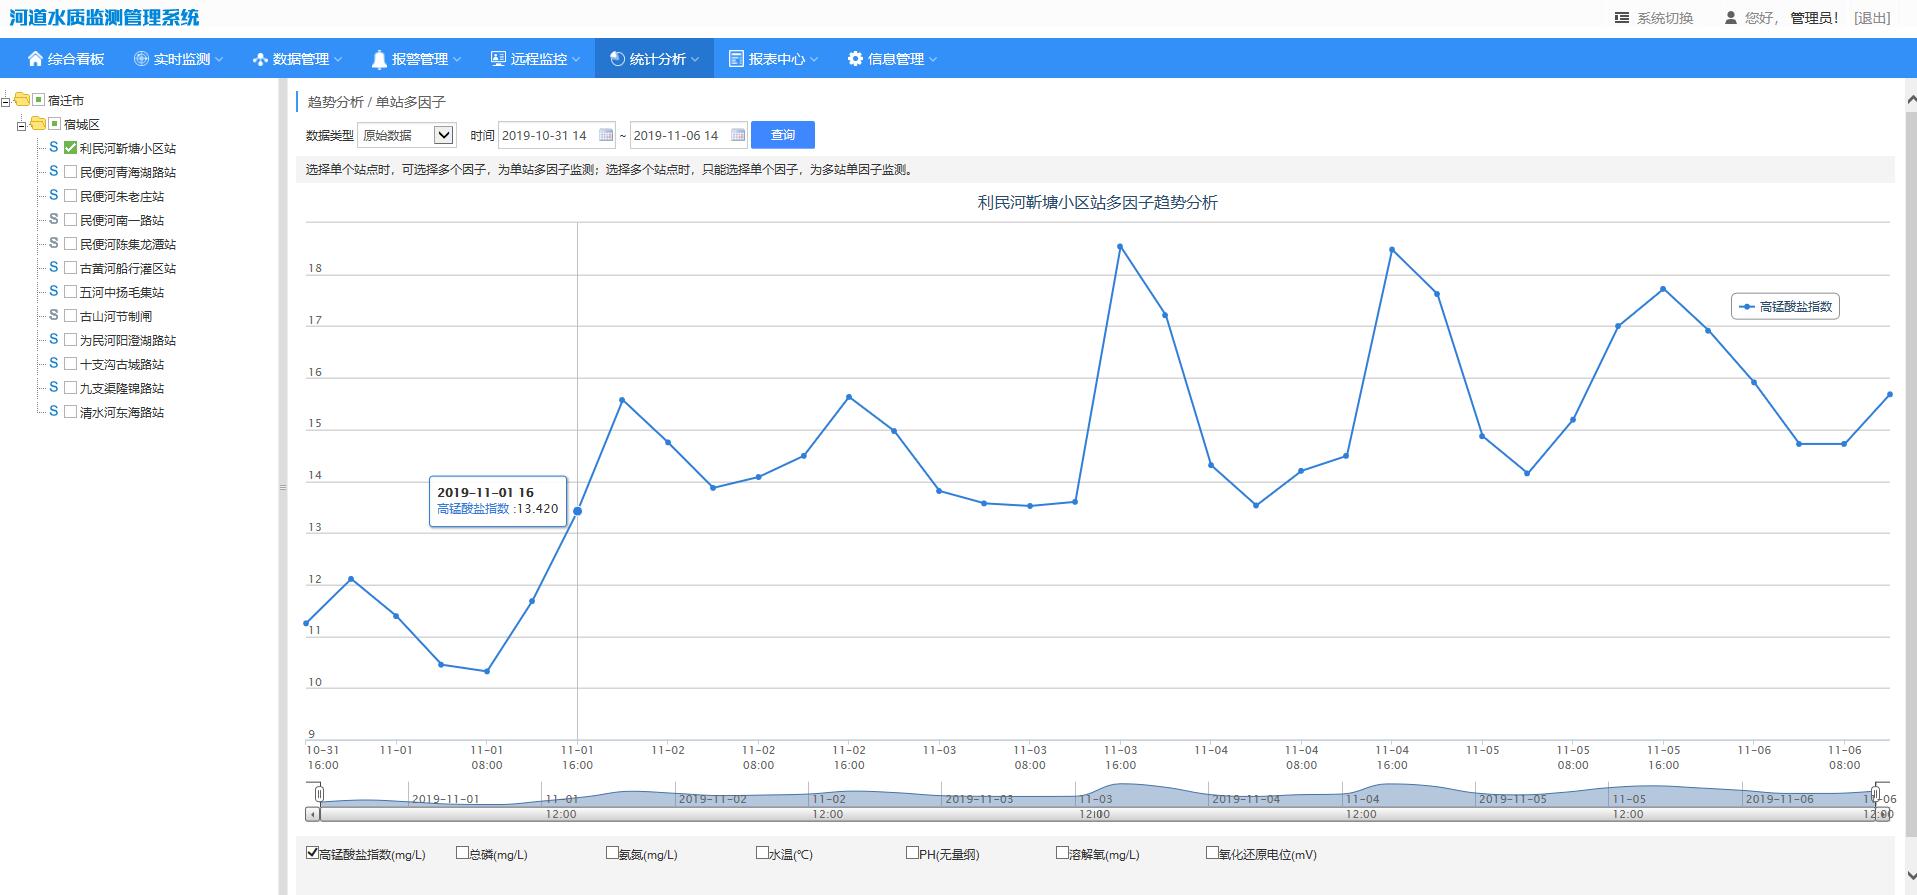 河道水质监测管理系统
系统切换 您好， 管理员！ [退出]
综合看板 实时监测 数据管理 报警管理 远程监控 统计分析 报表中心 信息管理
宿迁市
宿城区
S 利民河靳塘小区站
S 民便河青海湖路站
S 民便河朱老庄站
S 民便河南一路站
S 民便河陈集龙潭站
S 古黄河船行灌区站
S 五河中扬毛集站
S 古山河节制闸
S 为民河阳澄湖路站
S 十支沟古城路站
S 九支渠隆锦路站
S 清水河东海路站
趋势分析 / 单站多因子
数据类型 原始数据 时间 2019-10-31 14 ~ 2019-11-06 14 查询
选择单个站点时，可选择多个因子，为单站多因子监测；选择多个站点时，只能选择单个因子，为多站单因子监测。
利民河靳塘小区站多因子趋势分析
18
17
高锰酸盐指数
16
15
14
2019-11-01 16
高锰酸盐指数 :13.420
13
12
11
10
9
10-31 11-01 11-01 11-01 11-02 11-02 11-02 11-03 11-03 11-03 11-04 11-04 11-04 11-05 11-05 11-05 11-06 11-06
16:00 08:00 16:00 08:00 16:00 08:00 16:00 08:00 16:00 08:00 16:00 08:00
2019-11-01 11-01 2019-11-02 11-02 2019-11-03 11-03 2019-11-04 11-04 2019-11-05 11-05 2019-11-06 11-06
12:00 12:00 12:00 12:00 12:00 12:00
高锰酸盐指数(mg/L) 总磷(mg/L) 氨氮(mg/L) 水温(℃) PH(无量纲) 溶解氧(mg/L) 氧化还原电位(mV)